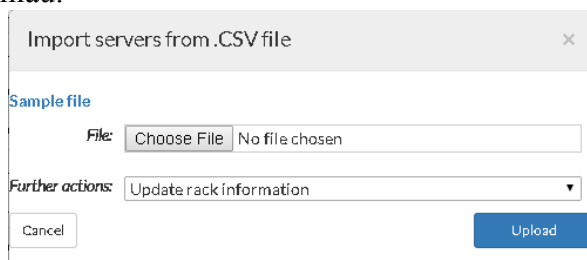 Import servers from .CSV file ×
Sample file
File: Choose File No file chosen
Further actions: Update rack information
Cancel Upload